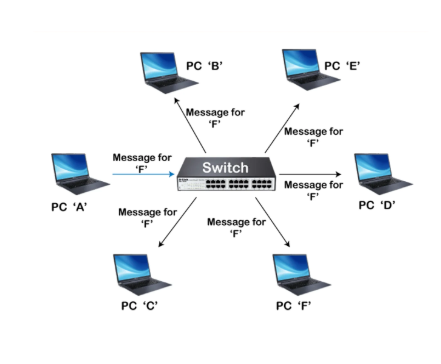 PC 'B'
PC 'E'
Message for
'F'
Message for
'F'
Message for
'F'
Switch
Message for
'F'
PC 'A'
PC 'D'
Message for
'F'
Message for
'F'
PC 'C'
PC 'F'